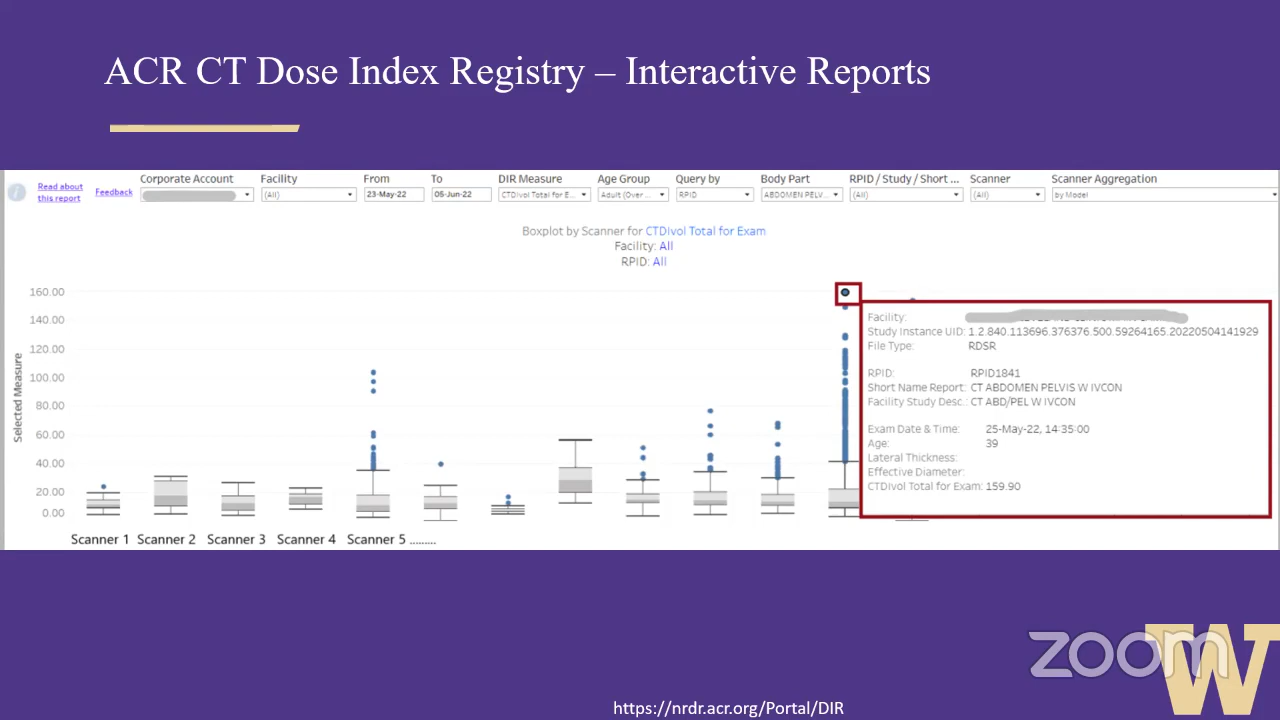 ACR CT Dose Index Registry – Interactive Reports
Read about this report
Feedback
Corporate Account
Facility
(All)
From
23-May-22
To
05-Jun-22
DIR Measure
CTDIvol Total for E...
Age Group
Adult (Over ...
Query by
RPID
Body Part
ABDOMEN PELV...
RPID / Study / Short ...
(All)
Scanner
(All)
Scanner Aggregation
by Model
Boxplot by Scanner for CTDIvol Total for Exam
Facility: All
RPID: All
Selected Measure
160.00
140.00
120.00
100.00
80.00
60.00
40.00
20.00
0.00
Facility:
Study Instance UID: 1.2.840.113696.376376.500.59264165.20220504141929
File Type: RDSR
RPID: RPID1841
Short Name Report: CT ABDOMEN PELVIS W IVCON
Facility Study Desc.: CT ABD/PEL W IVCON
Exam Date & Time: 25-May-22, 14:35:00
Age: 39
Lateral Thickness:
Effective Diameter:
CTDIvol Total for Exam: 159.90
Scanner 1 Scanner 2 Scanner 3 Scanner 4 Scanner 5 .........
zoom
W
https://nrdr.acr.org/Portal/DIR